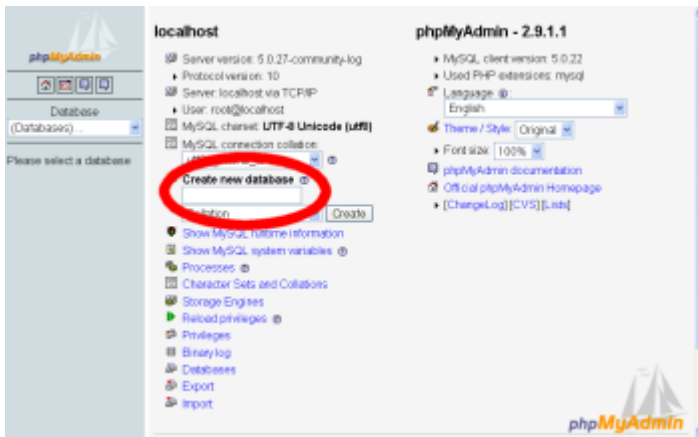 phpMyAdmin
Database
(Databases) ...
Please select a database
localhost
Server version: 5.0.27-community-log
Protocol version: 10
Server: localhost via TCP/IP
User: root@localhost
MySQL charset: UTF-8 Unicode (utf8)
MySQL connection collation:
Create new database
Collation
Create
Show MySQL runtime information
Show MySQL system variables
Processes
Character Sets and Collations
Storage Engines
Reload privileges
Privileges
Binary log
Databases
Export
Import
phpMyAdmin - 2.9.1.1
MySQL client version: 5.0.22
Used PHP extensions: mysql
Language :
English
Theme / Style: Original
Font size: 100%
phpMyAdmin documentation
Official phpMyAdmin Homepage
[ChangeLog] [CVS] [Lists]
phpMyAdmin